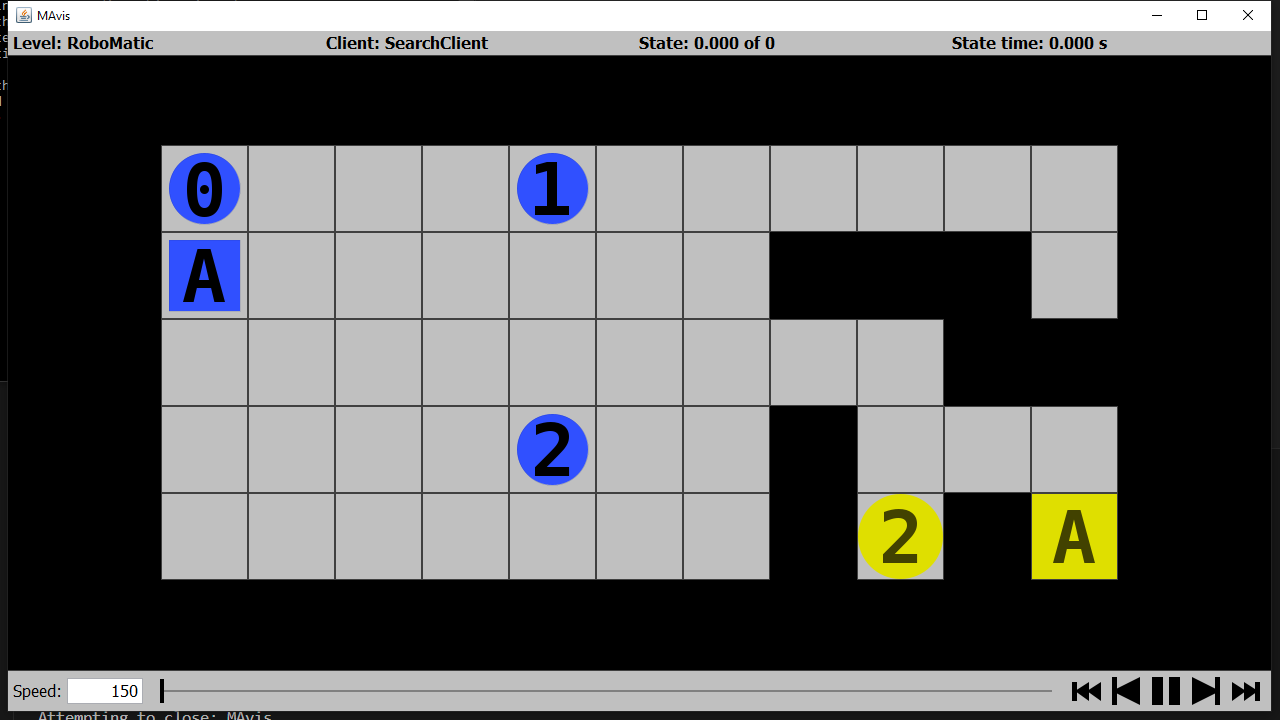 MAvis
Level: RoboMatic Client: SearchClient State: 0.000 of 0 State time: 0.000 s
0 1
A
2
2 A
Speed: 150
Attempting to close: MAvis